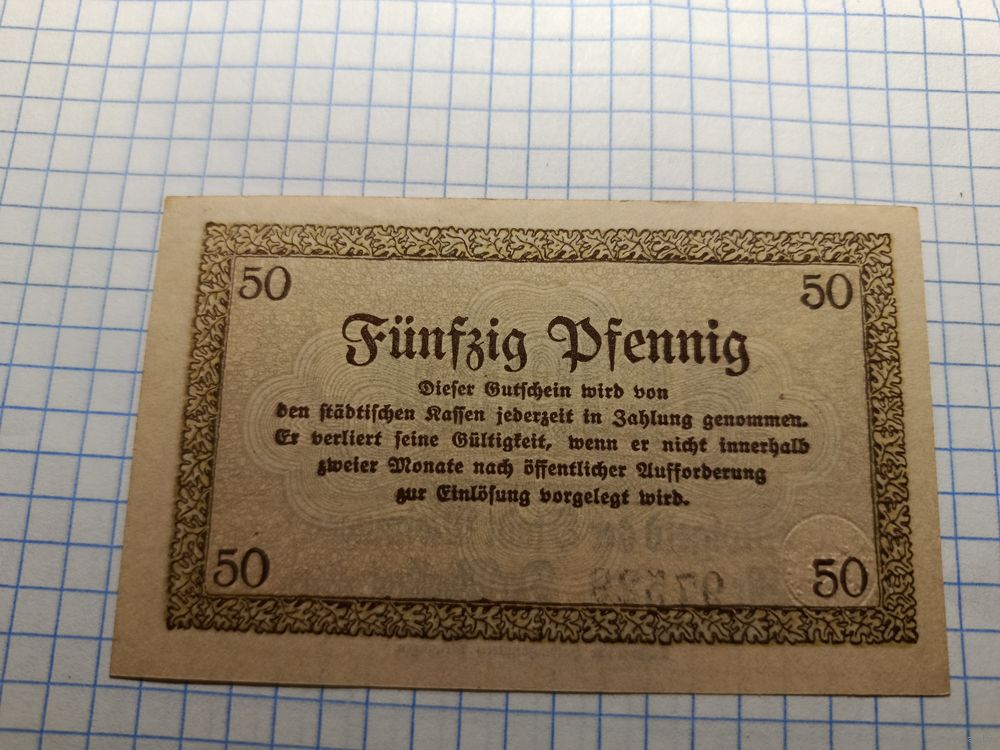 50 50
Fünfzig Pfennig
Dieser Gutschein wird von
den städtischen Kassen jederzeit in Zahlung genommen.
Er verliert seine Gültigkeit, wenn er nicht innerhalb
zweier Monate nach öffentlicher Aufforderung
zur Einlösung vorgelegt wird.
50 50